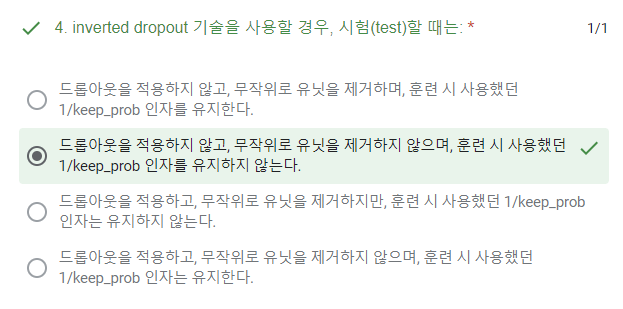 4. inverted dropout 기술을 사용할 경우, 시험(test)할 때는: * 1/1
드롭아웃을 적용하지 않고, 무작위로 유닛을 제거하며, 훈련 시 사용했던
1/keep_prob 인자를 유지한다.
드롭아웃을 적용하지 않고, 무작위로 유닛을 제거하지 않으며, 훈련 시 사용했던
1/keep_prob 인자를 유지하지 않는다.
드롭아웃을 적용하고, 무작위로 유닛을 제거하지만, 훈련 시 사용했던 1/keep_prob
인자는 유지하지 않는다.
드롭아웃을 적용하고, 무작위로 유닛을 제거하지 않으며, 훈련 시 사용했던
1/keep_prob 인자는 유지한다.